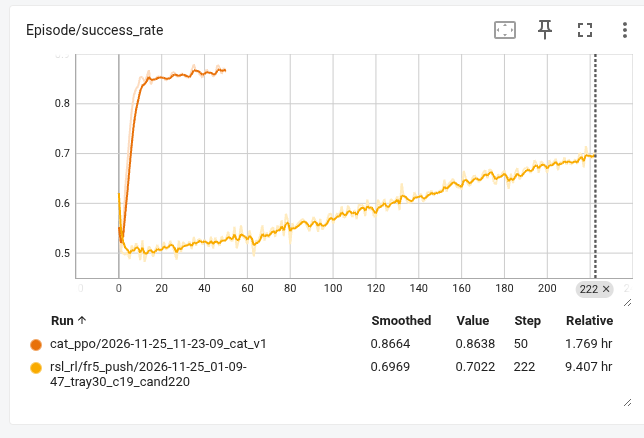 Episode/success_rate
0.8
0.7
0.6
0.5
0 0 20 40 60 80 100 120 140 160 180 200 222 2
Run Smoothed Value Step Relative
cat_ppo/2026-11-25_11-23-09_cat_v1 0.8664 0.8638 50 1.769 hr
rsl_rl/fr5_push/2026-11-25_01-09- 0.6969 0.7022 222 9.407 hr
47_tray30_c19_cand220